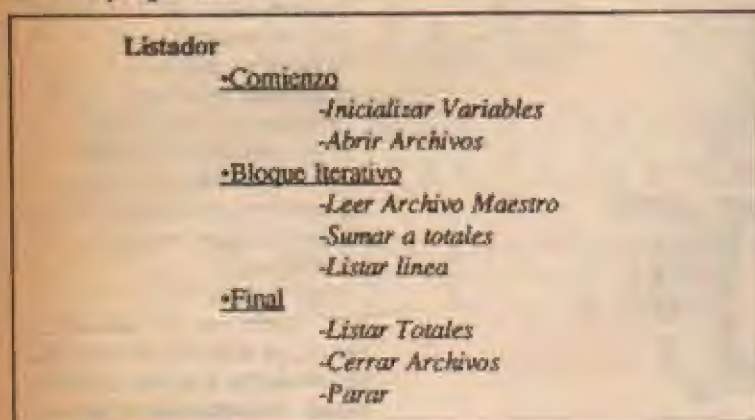 Listador
•Comienzo
-Inicializar Variables
-Abrir Archivos
•Bloque Iterativo
-Leer Archivo Maestro
-Sumar a totales
-Listar línea
•Final
-Listar Totales
-Cerrar Archivos
-Parar